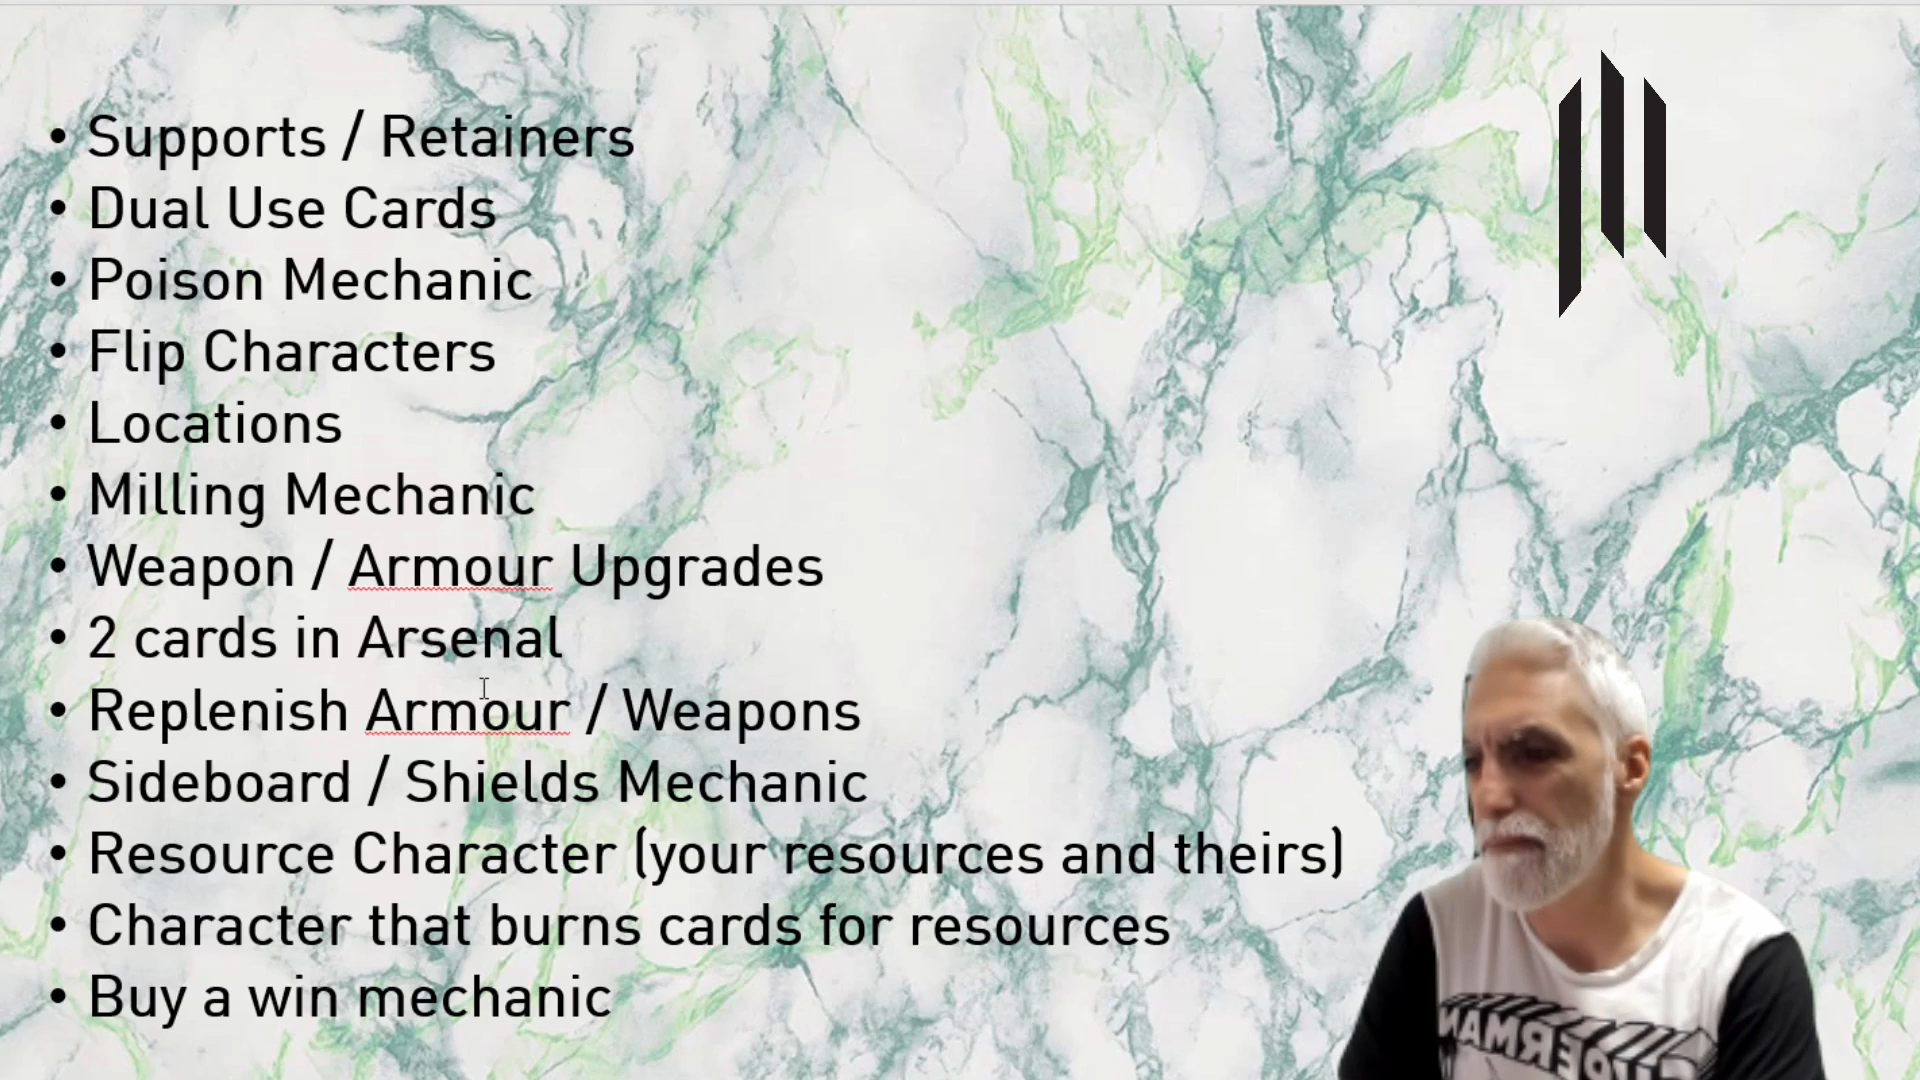 • Supports / Retainers
• Dual Use Cards
• Poison Mechanic
• Flip Characters
• Locations
• Milling Mechanic
• Weapon / Armour Upgrades
• 2 cards in Arsenal
• Replenish Armour / Weapons
• Sideboard / Shields Mechanic
• Resource Character (your resources and theirs)
• Character that burns cards for resources
• Buy a win mechanic